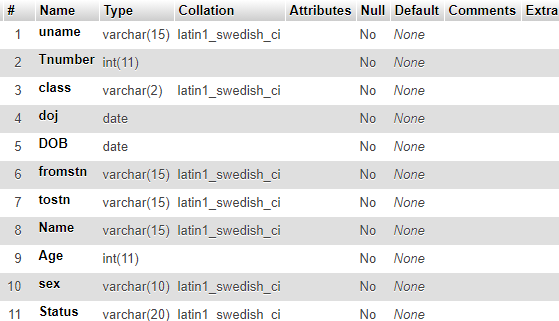 # Name Type Collation Attributes Null Default Comments Extra
1 uname varchar(15) latin1_swedish_ci No None
2 Tnumber int(11) No None
3 class varchar(2) latin1_swedish_ci No None
4 doj date No None
5 DOB date No None
6 fromstn varchar(15) latin1_swedish_ci No None
7 tostn varchar(15) latin1_swedish_ci No None
8 Name varchar(15) latin1_swedish_ci No None
9 Age int(11) No None
10 sex varchar(10) latin1_swedish_ci No None
11 Status varchar(20) latin1_swedish_ci No None